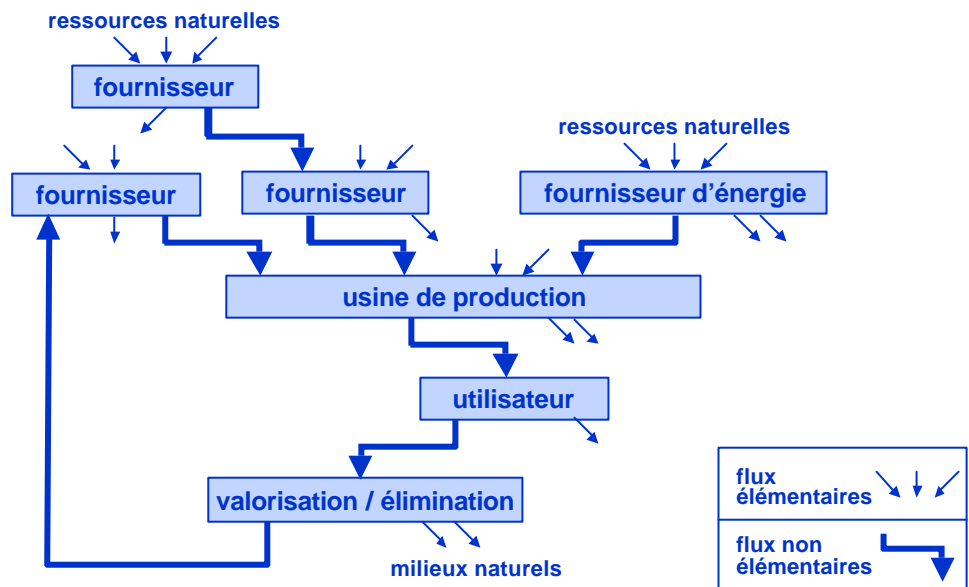 ressources naturelles
fournisseur
ressources naturelles
fournisseur
fournisseur
fournisseur d'énergie
usine de production
utilisateur
valorisation / élimination
milieux naturels
flux
élémentaires
flux non
élémentaires